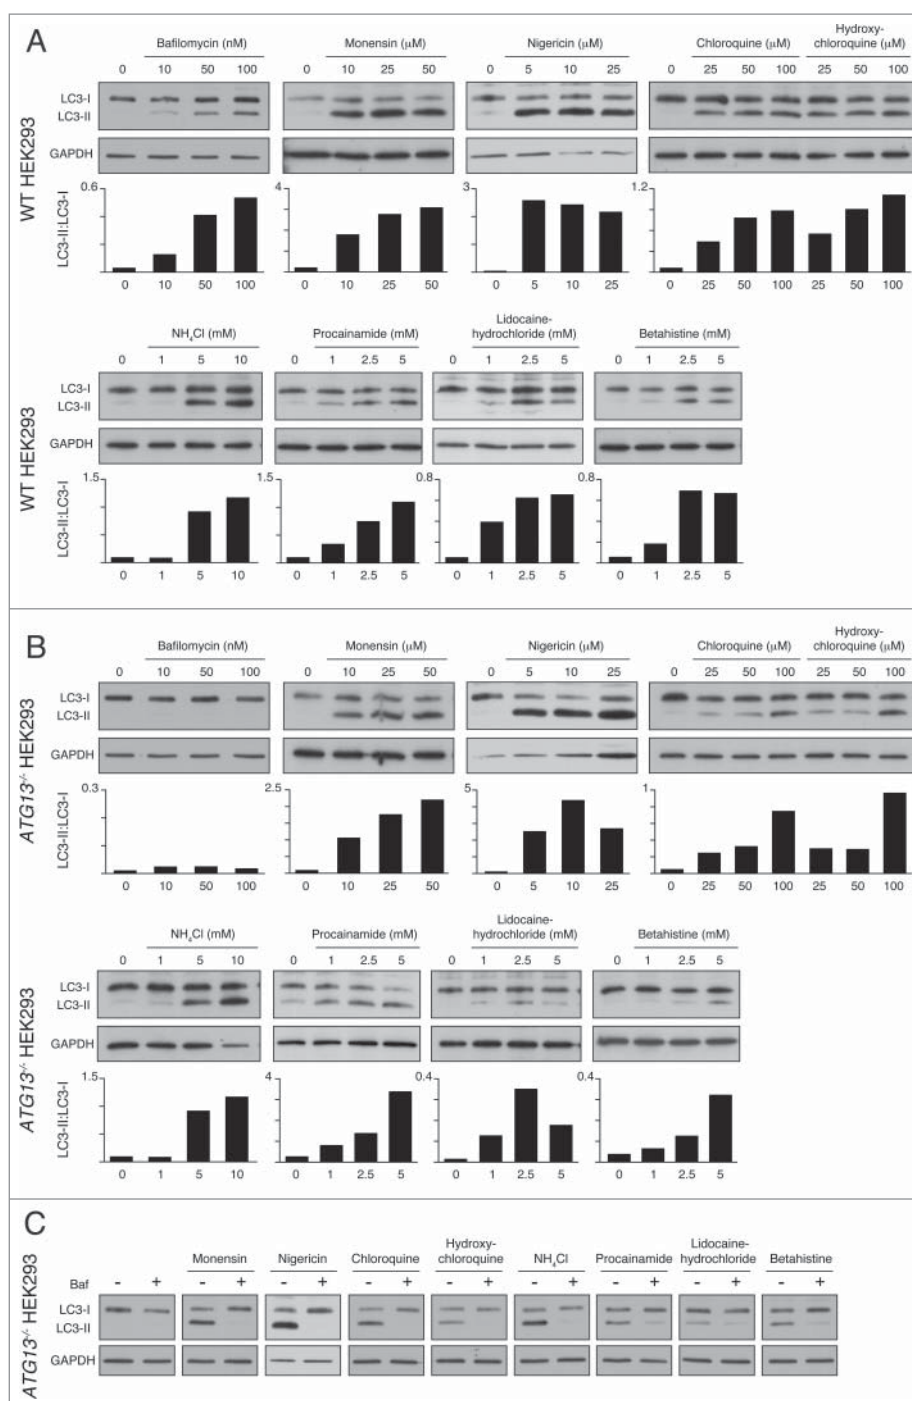 A
Bafilomycin (nM) Monensin (μM) Nigericin (μM) Chloroquine (μM) Hydroxy-
chloroquine (μM)
0 10 50 100 0 10 25 50 0 5 10 25 0 25 50 100 25 50 100
LC3-I
LC3-II
GAPDH
WT HEK293
0.6 4 3 1.2
LC3-II:LC3-I
0 10 50 100 0 10 25 50 0 5 10 25 0 25 50 100 25 50 100
NH4Cl (mM) Procainamide (mM) Lidocaine-
hydrochloride (mM) Betahistine (mM)
0 1 5 10 0 1 2.5 5 0 1 2.5 5 0 1 2.5 5
LC3-I
LC3-II
GAPDH
WT HEK293
1.5 1.5 0.8 0.8
LC3-II:LC3-I
0 1 5 10 0 1 2.5 5 0 1 2.5 5 0 1 2.5 5
B
Bafilomycin (nM) Monensin (μM) Nigericin (μM) Chloroquine (μM) Hydroxy-
chloroquine (μM)
0 10 50 100 0 10 25 50 0 5 10 25 0 25 50 100 25 50 100
LC3-I
LC3-II
GAPDH
ATG13-/- HEK293
0.3 2.5 5 1
LC3-II:LC3-I
0 10 50 100 0 10 25 50 0 5 10 25 0 25 50 100 25 50 100
NH4Cl (mM) Procainamide (mM) Lidocaine-
hydrochloride (mM) Betahistine (mM)
0 1 5 10 0 1 2.5 5 0 1 2.5 5 0 1 2.5 5
LC3-I
LC3-II
GAPDH
ATG13-/- HEK293
1.5 4 0.4 0.4
LC3-II:LC3-I
0 1 5 10 0 1 2.5 5 0 1 2.5 5 0 1 2.5 5
C
Monensin Nigericin Chloroquine Hydroxy-
chloroquine NH4Cl Procainamide Lidocaine-
hydrochloride Betahistine
Baf - + - + - + - + - + - + - + - + - +
LC3-I
LC3-II
GAPDH
ATG13-/- HEK293